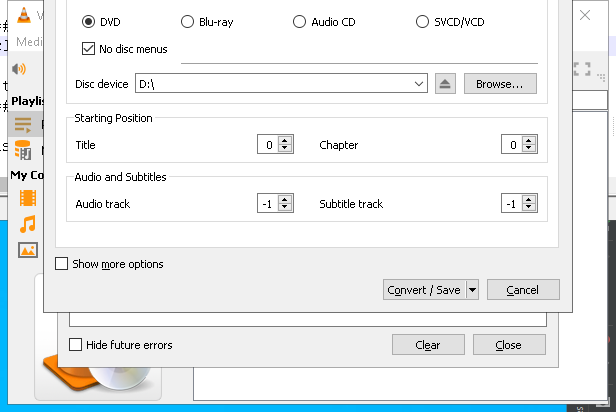 DVD Blu-ray Audio CD SVCD/VCD
No disc menus
Disc device D:\ Browse...
Starting Position
Title 0 Chapter 0
Audio and Subtitles
Audio track -1 Subtitle track -1
Show more options
Convert / Save Cancel
Hide future errors Clear Close
V
Medi
Playlis
My Co